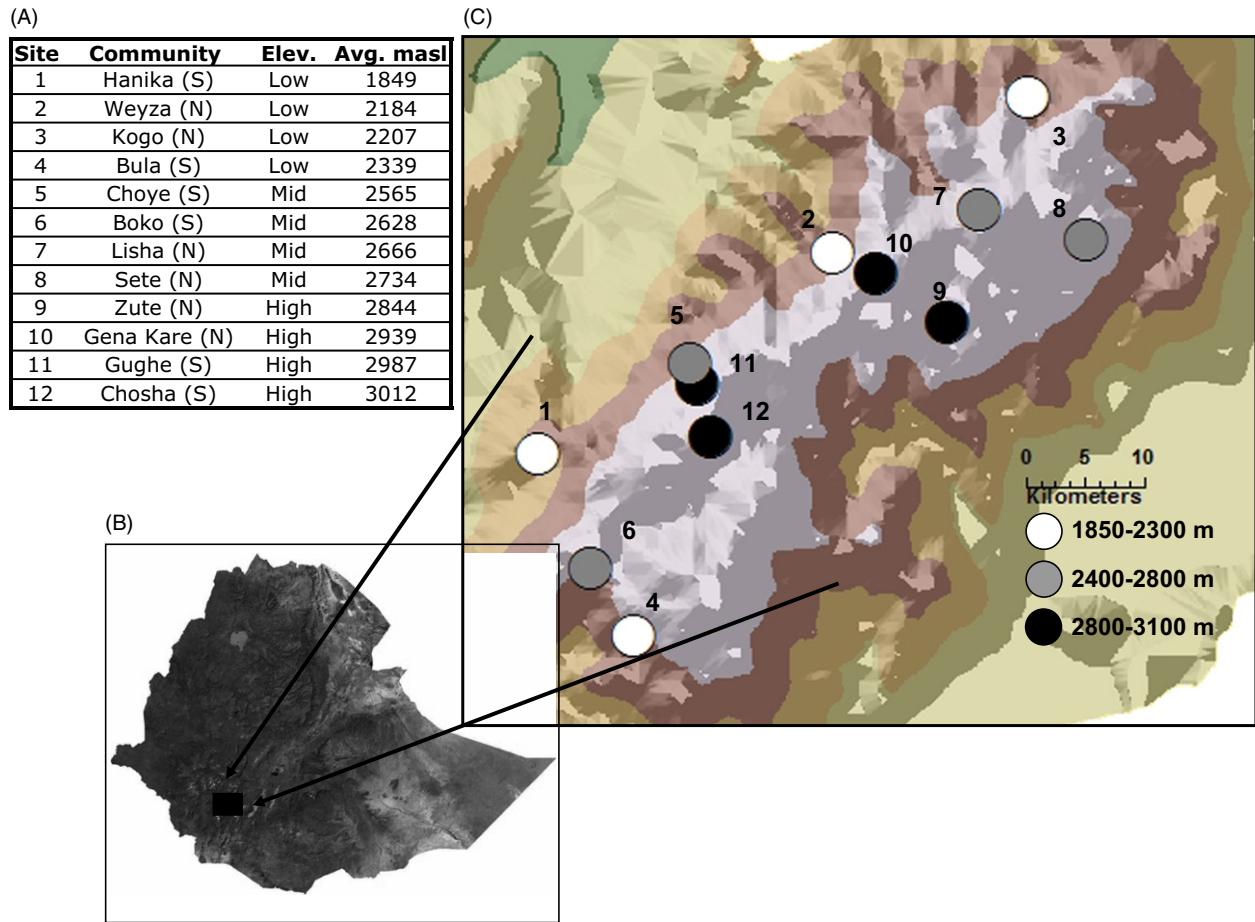 (A)
Site Community Elev. Avg. masl
1 Hanika (S) Low 1849
2 Weyza (N) Low 2184
3 Kogo (N) Low 2207
4 Bula (S) Low 2339
5 Choye (S) Mid 2565
6 Boko (S) Mid 2628
7 Lisha (N) Mid 2666
8 Sete (N) Mid 2734
9 Zute (N) High 2844
10 Gena Kare (N) High 2939
11 Gughe (S) High 2987
12 Chosha (S) High 3012
(B)
(C)
3
7
8
2
10
9
5
11
12
1
6
4
0 5 10
Kilometers
1850-2300 m
2400-2800 m
2800-3100 m